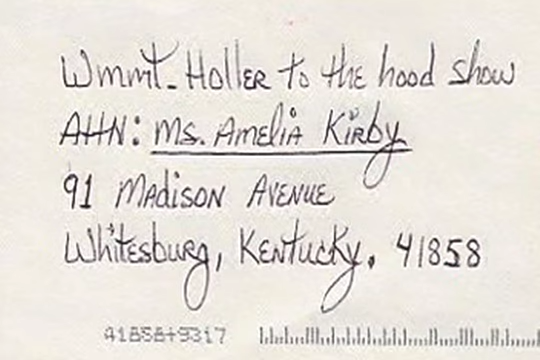 Wmmt-Holler to the hood show
Attn: Ms. Amelia Kirby
91 Madison Avenue
Whitesburg, Kentucky. 41858
41858+9317